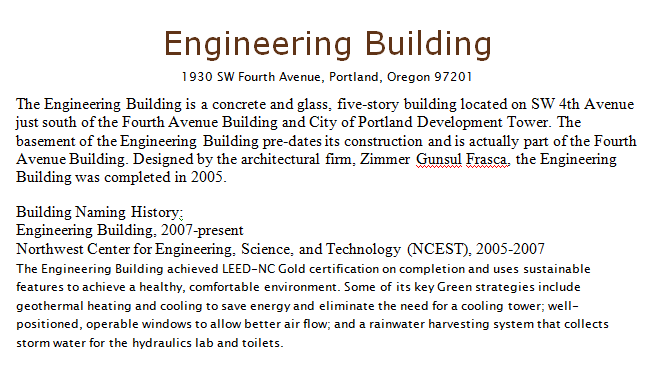 Engineering Building
1930 SW Fourth Avenue, Portland, Oregon 97201
The Engineering Building is a concrete and glass, five-story building located on SW 4th Avenue
just south of the Fourth Avenue Building and City of Portland Development Tower. The
basement of the Engineering Building pre-dates its construction and is actually part of the Fourth
Avenue Building. Designed by the architectural firm, Zimmer Gunsul Frasca, the Engineering
Building was completed in 2005.
Building Naming History:
Engineering Building, 2007-present
Northwest Center for Engineering, Science, and Technology (NCEST), 2005-2007
The Engineering Building achieved LEED-NC Gold certification on completion and uses sustainable
features to achieve a healthy, comfortable environment. Some of its key Green strategies include
geothermal heating and cooling to save energy and eliminate the need for a cooling tower; well-
positioned, operable windows to allow better air flow; and a rainwater harvesting system that collects
storm water for the hydraulics lab and toilets.